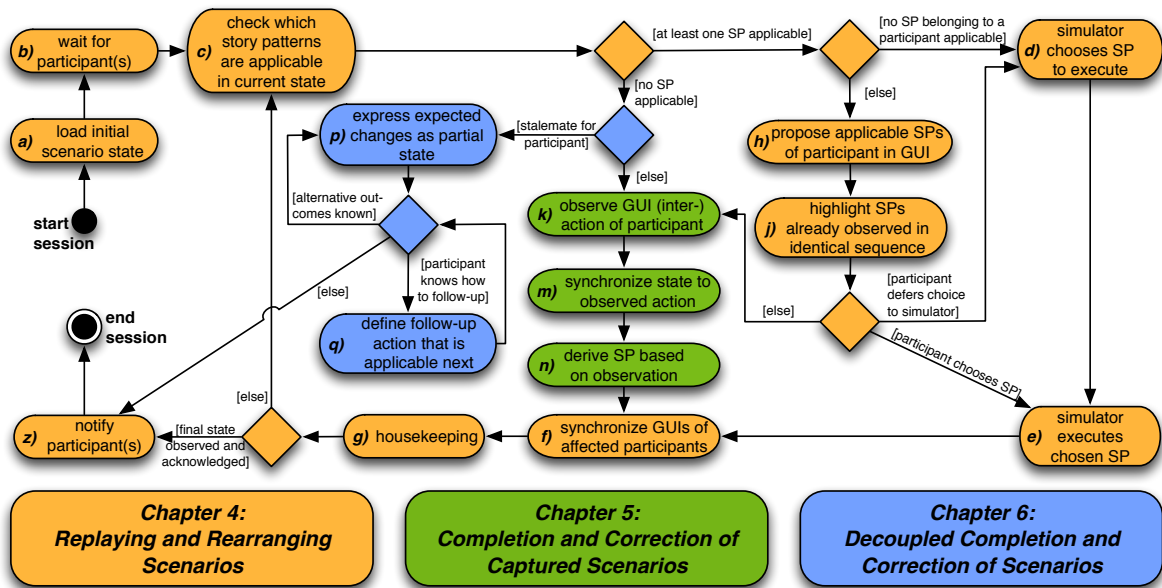 b)
wait for
participant(s)
c)
check which
story patterns
are applicable
in current state
[at least one SP applicable]
[no SP belonging to a
participant applicable]
d)
simulator
chooses SP
to execute
[no SP
applicable]
[else]
a)
load initial
scenario state
p)
express expected
changes as partial
state
[stalemate for
participant]
h)
propose applicable SPs
of participant in GUI
[else]
start
session
[alternative out-
comes known]
k)
observe GUI (inter-)
action of participant
j)
highlight SPs
already observed in
identical sequence
[else]
[participant
knows how
to follow-up]
m)
synchronize state to
observed action
[else]
[participant
defers choice
to simulator]
end
session
q)
define follow-up
action that is
applicable next
n)
derive SP based
on observation
[participant chooses SP]
[else]
z)
notify
participant(s)
[final state
observed and
acknowledged]
g)
housekeeping
f)
synchronize GUIs of
affected participants
e)
simulator
executes
chosen SP
Chapter 4:
Replaying and Rearranging
Scenarios
Chapter 5:
Completion and Correction of
Captured Scenarios
Chapter 6:
Decoupled Completion and
Correction of Scenarios